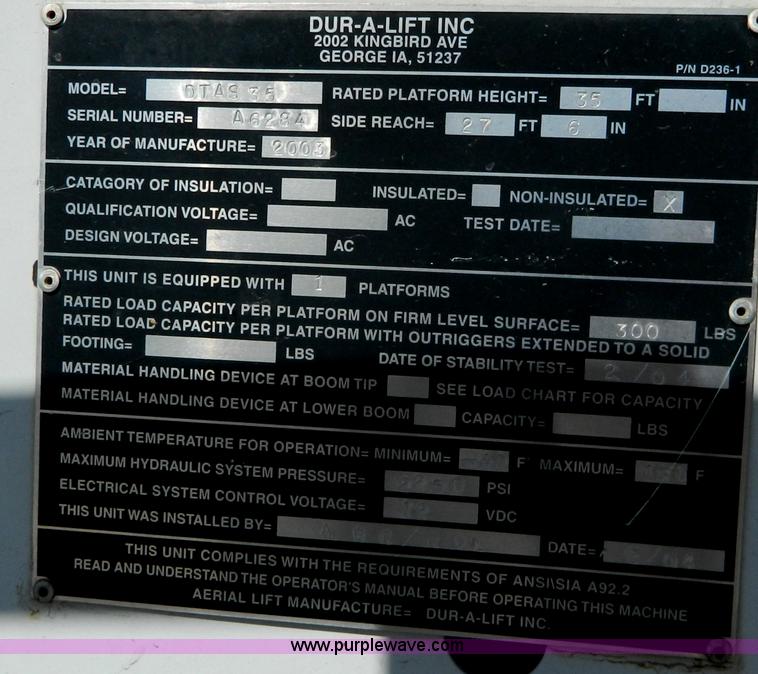 DUR-A-LIFT INC
2002 KINGBIRD AVE
GEORGE IA, 51237
P/N D236-1
MODEL= DTAS 35 RATED PLATFORM HEIGHT= 35 FT IN
SERIAL NUMBER= A6284 SIDE REACH= 27 FT 6 IN
YEAR OF MANUFACTURE= 2003
CATAGORY OF INSULATION= INSULATED= NON-INSULATED= X
QUALIFICATION VOLTAGE= AC TEST DATE=
DESIGN VOLTAGE= AC
THIS UNIT IS EQUIPPED WITH 1 PLATFORMS
RATED LOAD CAPACITY PER PLATFORM ON FIRM LEVEL SURFACE= 300 LBS
RATED LOAD CAPACITY PER PLATFORM WITH OUTRIGGERS EXTENDED TO A SOLID
FOOTING= LBS DATE OF STABILITY TEST= 2/04
MATERIAL HANDLING DEVICE AT BOOM TIP SEE LOAD CHART FOR CAPACITY
MATERIAL HANDLING DEVICE AT LOWER BOOM CAPACITY= LBS
AMBIENT TEMPERATURE FOR OPERATION= MINIMUM= F MAXIMUM= F
MAXIMUM HYDRAULIC SYSTEM PRESSURE= PSI
ELECTRICAL SYSTEM CONTROL VOLTAGE= 12 VDC
THIS UNIT WAS INSTALLED BY= DATE=
THIS UNIT COMPLIES WITH THE REQUIREMENTS OF ANSI\SIA A92.2
READ AND UNDERSTAND THE OPERATOR'S MANUAL BEFORE OPERATING THIS MACHINE
AERIAL LIFT MANUFACTURE= DUR-A-LIFT INC.
www.purplewave.com